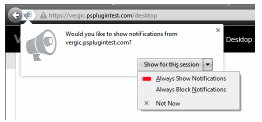 https://vergic.psplugintest.com/desktop
Would you like to show notifications from
vergic.psplugintest.com?
Desktop
Show for this session
Always Show Notifications
Always Block Notifications
Not Now